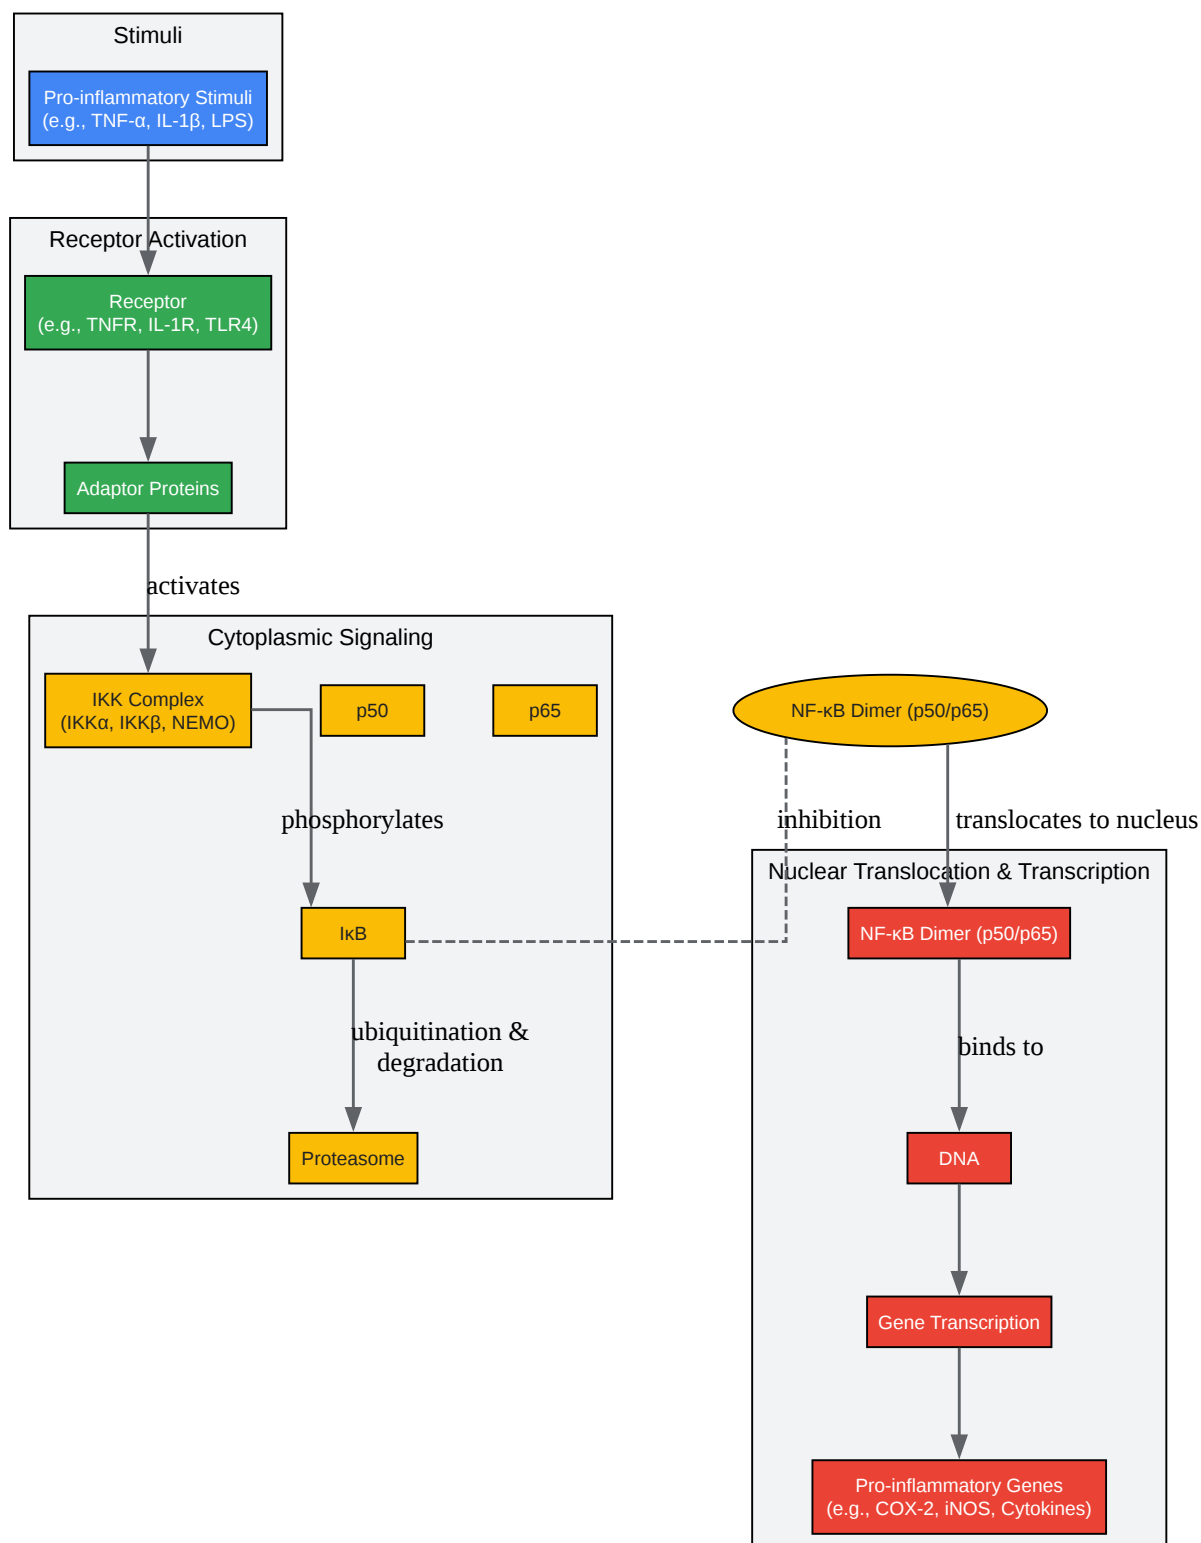 Stimuli
Pro-inflammatory Stimuli
(e.g., TNF-α, IL-1β, LPS)
Receptor Activation
Receptor
(e.g., TNFR, IL-1R, TLR4)
Adaptor Proteins
activates
Cytoplasmic Signaling
IKK Complex
(IKKα, IKKβ, NEMO)
p50
p65
NF-κB Dimer (p50/p65)
phosphorylates
inhibition
translocates to nucleus
Nuclear Translocation & Transcription
IκB
NF-κB Dimer (p50/p65)
ubiquitination &
degradation
binds to
Proteasome
DNA
Gene Transcription
Pro-inflammatory Genes
(e.g., COX-2, iNOS, Cytokines)